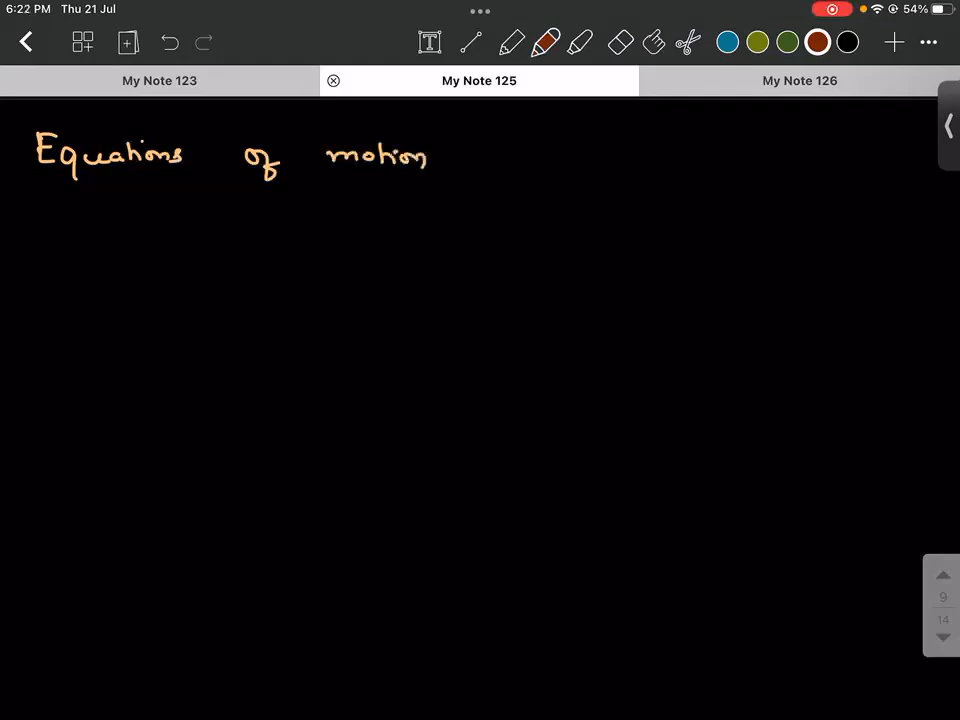 6:22 PM Thu 21 Jul 54%
My Note 123 My Note 125 My Note 126
Equations of motion
9
14